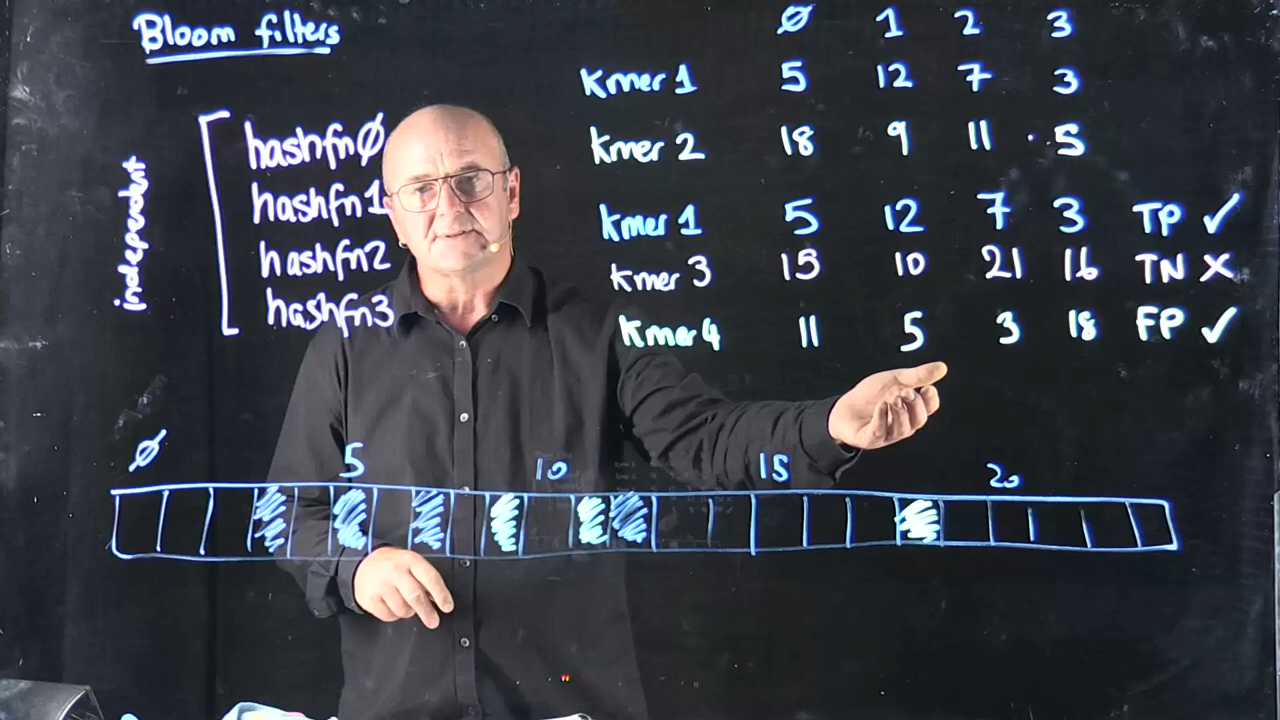 Bloom filters
∅ 1 2 3
Kmer 1 5 12 7 3
Kmer 2 18 9 11 5
Kmer 1 5 12 7 3 TP ✓
Kmer 3 15 10 21 16 TN ✗
Kmer 4 11 5 3 18 FP ✓
independent
hashfn∅
hashfn1
hashfn2
hashfn3
∅ 5 10 15 20